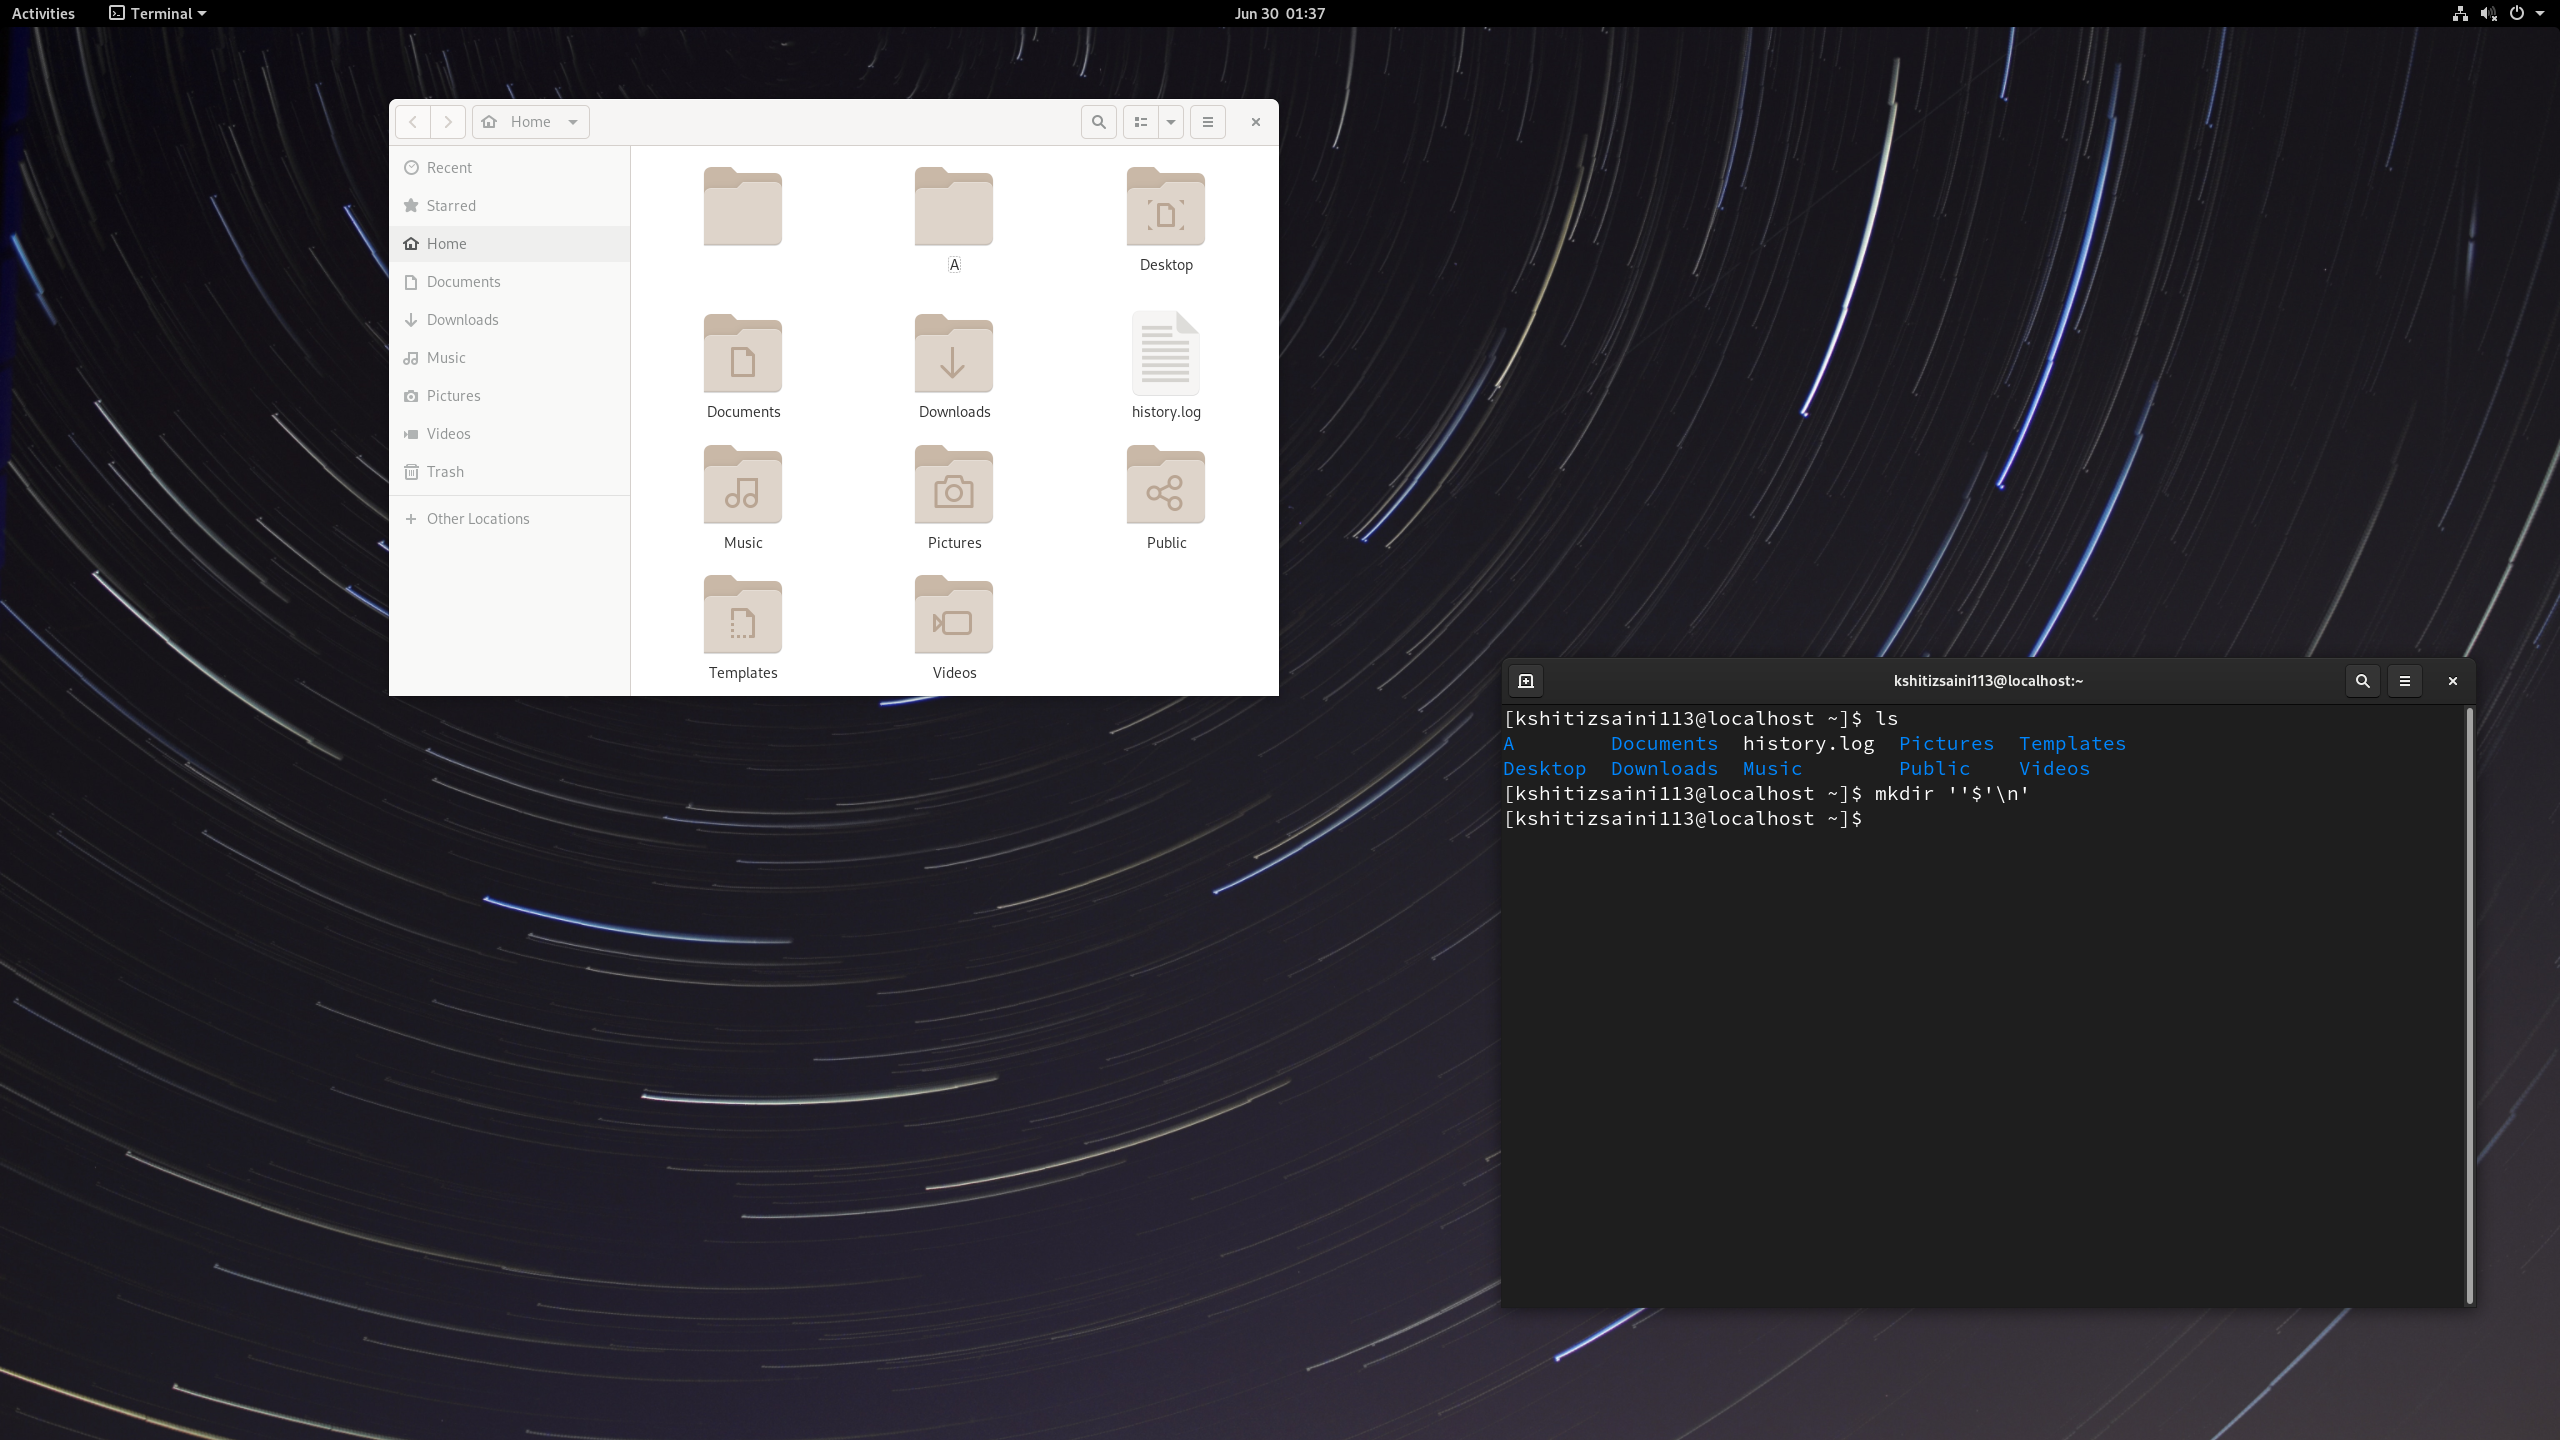 Activities Terminal Jun 30 01:37
Home
Recent
Starred
Home
Documents
Downloads
Music
Pictures
Videos
Trash
Other Locations
A Desktop
Documents Downloads history.log
Music Pictures Public
Templates Videos
kshitizsaini113@localhost:~
[kshitizsaini113@localhost ~]$ ls
A Documents history.log Pictures Templates
Desktop Downloads Music Public Videos
[kshitizsaini113@localhost ~]$ mkdir ''$'\n'
[kshitizsaini113@localhost ~]$